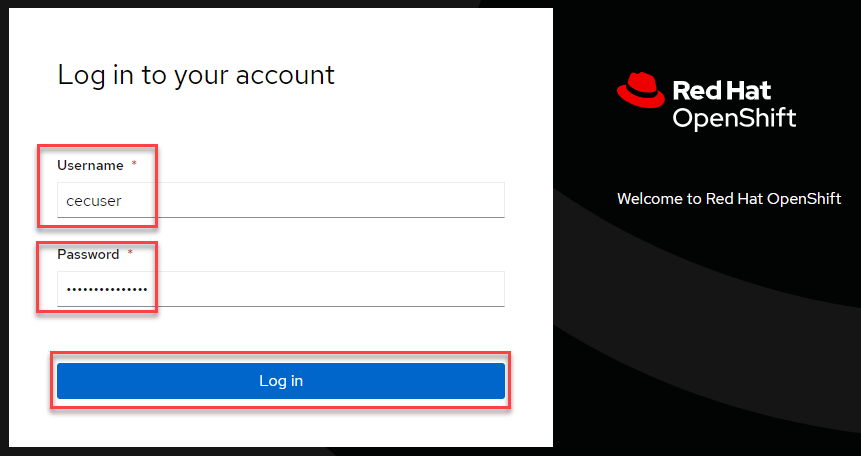 Log in to your account
Username *
cecuser
Password *
•••••••••••••••
Log in
Red Hat
OpenShift
Welcome to Red Hat OpenShift